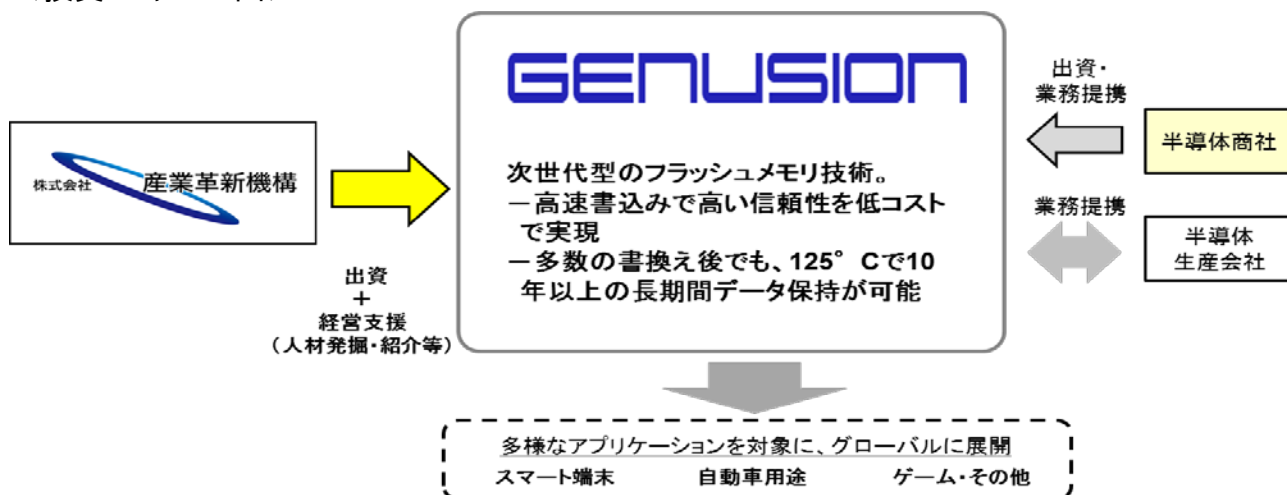 GENUSION
次世代型のフラッシュメモリ技術。
－高速書込みで高い信頼性を低コスト
で実現
－多数の書換え後でも、125°Cで10
年以上の長期間データ保持が可能
株式会社 産業革新機構
出資
＋
経営支援
（人材発掘・紹介等）
出資・
業務提携
半導体商社
業務提携
半導体
生産会社
多様なアプリケーションを対象に、グローバルに展開
スマート端末 自動車用途 ゲーム・その他